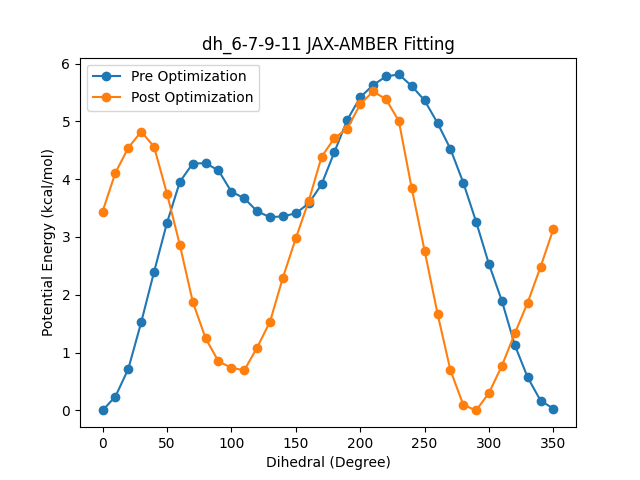 dh_6-7-9-11 JAX-AMBER Fitting
Pre Optimization
Post Optimization
Potential Energy (kcal/mol)
6
5
4
3
2
1
0
0 50 100 150 200 250 300 350
Dihedral (Degree)